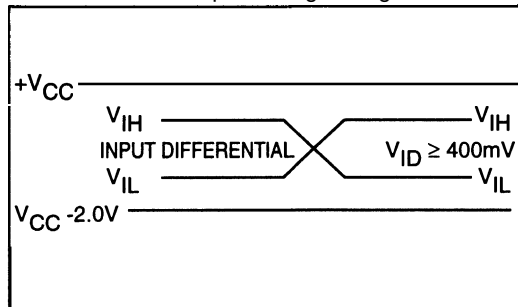 +VCC
VIH VIH
INPUT DIFFERENTIAL VID ≥ 400mV
VIL VIL
VCC -2.0V